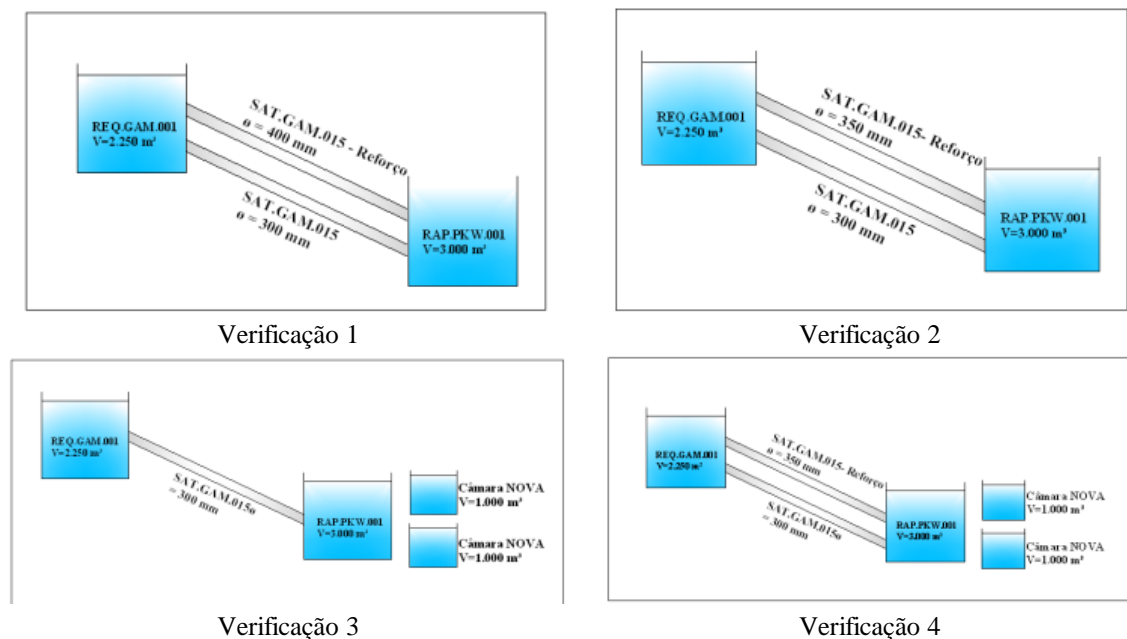 REQ.GAM.001
V=2.250 m³
SAT.GAM.015 - Reforço
ø = 400 mm
SAT.GAM.015
ø = 300 mm
RAP.PKW.001
V=3.000 m³
Verificação 1
REQ.GAM.001
V=2.250 m³
SAT.GAM.015- Reforço
ø = 350 mm
SAT.GAM.015
ø = 300 mm
RAP.PKW.001
V=3.000 m³
Verificação 2
REQ.GAM.001
V=2.250 m³
SAT.GAM.015ø
= 300 mm
RAP.PKW.001
V=3.000 m³
Câmara NOVA
V=1.000 m³
Câmara NOVA
V=1.000 m³
Verificação 3
REQ.GAM.001
V=2.250 m³
SAT.GAM.015- Reforço
ø = 350 mm
SAT.GAM.015ø
= 300 mm
RAP.PKW.001
V=3.000 m³
Câmara NOVA
V=1.000 m³
Câmara NOVA
V=1.000 m³
Verificação 4